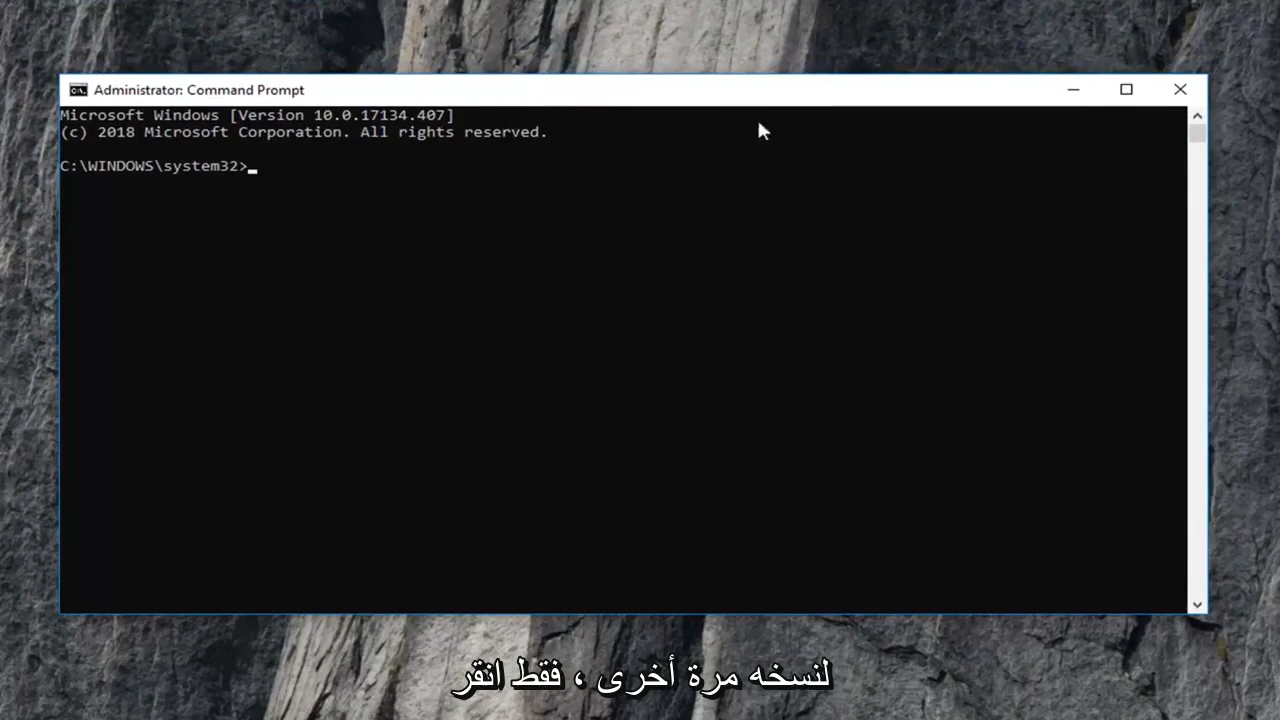 Administrator: Command Prompt
Microsoft Windows [Version 10.0.17134.407]
(c) 2018 Microsoft Corporation. All rights reserved.
C:\WINDOWS\system32>
لنسخه مرة أخرى ، فقط انقر